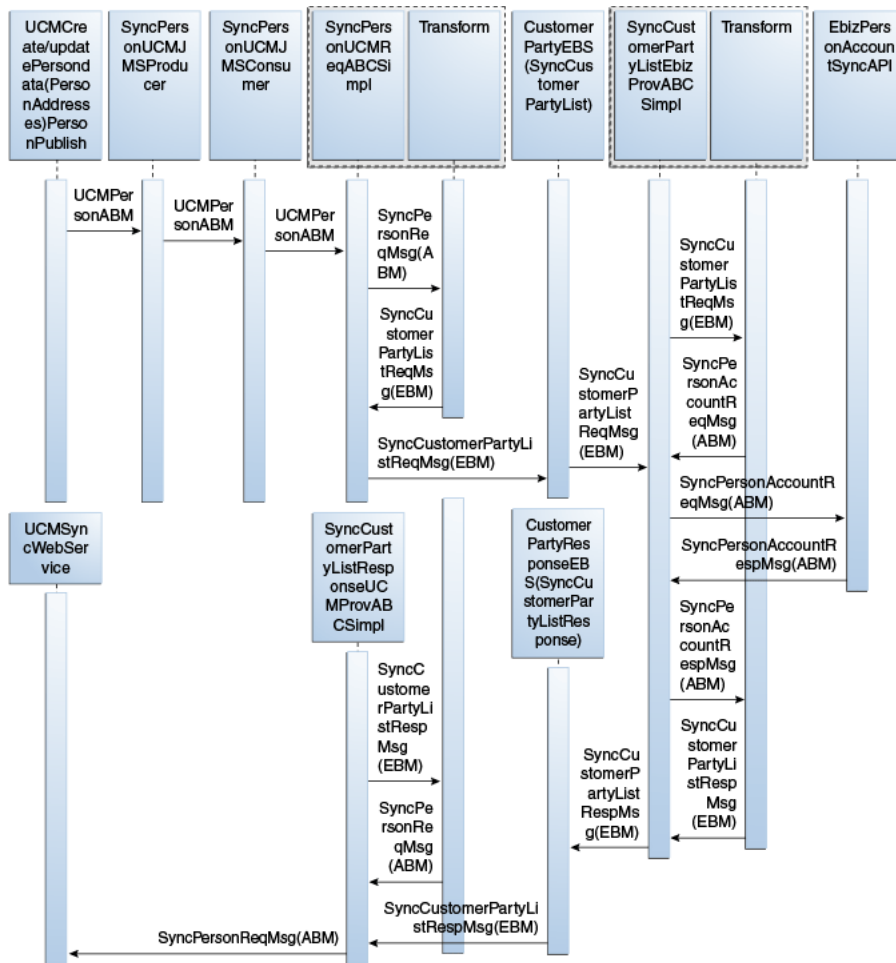 UCMCrea
te/updat
ePersond
ata(Pers
onAddress
es)Person
Publish
SyncPers
onUCMJ
MSProdu
cer
SyncPers
onUCMJ
MSConsu
mer
SyncPers
onUCMR
eqABCSi
mpl
Transform
Customer
PartyEBS
(SyncCus
tomer
PartyList)
SyncCust
omerPart
yListEbiz
ProvABC
Simpl
Transform
EbizPers
onAccoun
tSyncAPI
UCMPer
sonABM
UCMPer
sonABM
UCMPer
sonABM
SyncPe
rsonRe
qMsg(A
BM)
SyncCu
stomer
PartyLis
tReqMs
g(EBM)
SyncCu
stomer
PartyLis
tReqMs
g(EBM)
SyncCu
stomerP
artyList
ReqMsg
(EBM)
SyncPe
rsonAc
countR
eqMsg
(ABM)
SyncCustomerPartyLi
stReqMsg(EBM)
SyncPersonAccountR
eqMsg(ABM)
SyncPersonAccountR
espMsg(ABM)
UCMSyn
cWebSer
vice
SyncCust
omerPart
yListResp
onseUC
MProvAB
CSimpl
Customer
PartyRes
ponseEB
S(SyncCu
stomerPar
tyListRes
ponse)
SyncPe
rsonAc
countR
espMsg
(ABM)
SyncC
ustome
rPartyLi
stResp
Msg
(EBM)
SyncCu
stomerP
artyList
RespMs
g(EBM)
SyncCu
stomer
PartyLi
stResp
Msg
(EBM)
SyncPe
rsonRe
qMsg
(ABM)
SyncCustomerPartyLi
stRespMsg(EBM)
SyncPersonReqMsg(ABM)